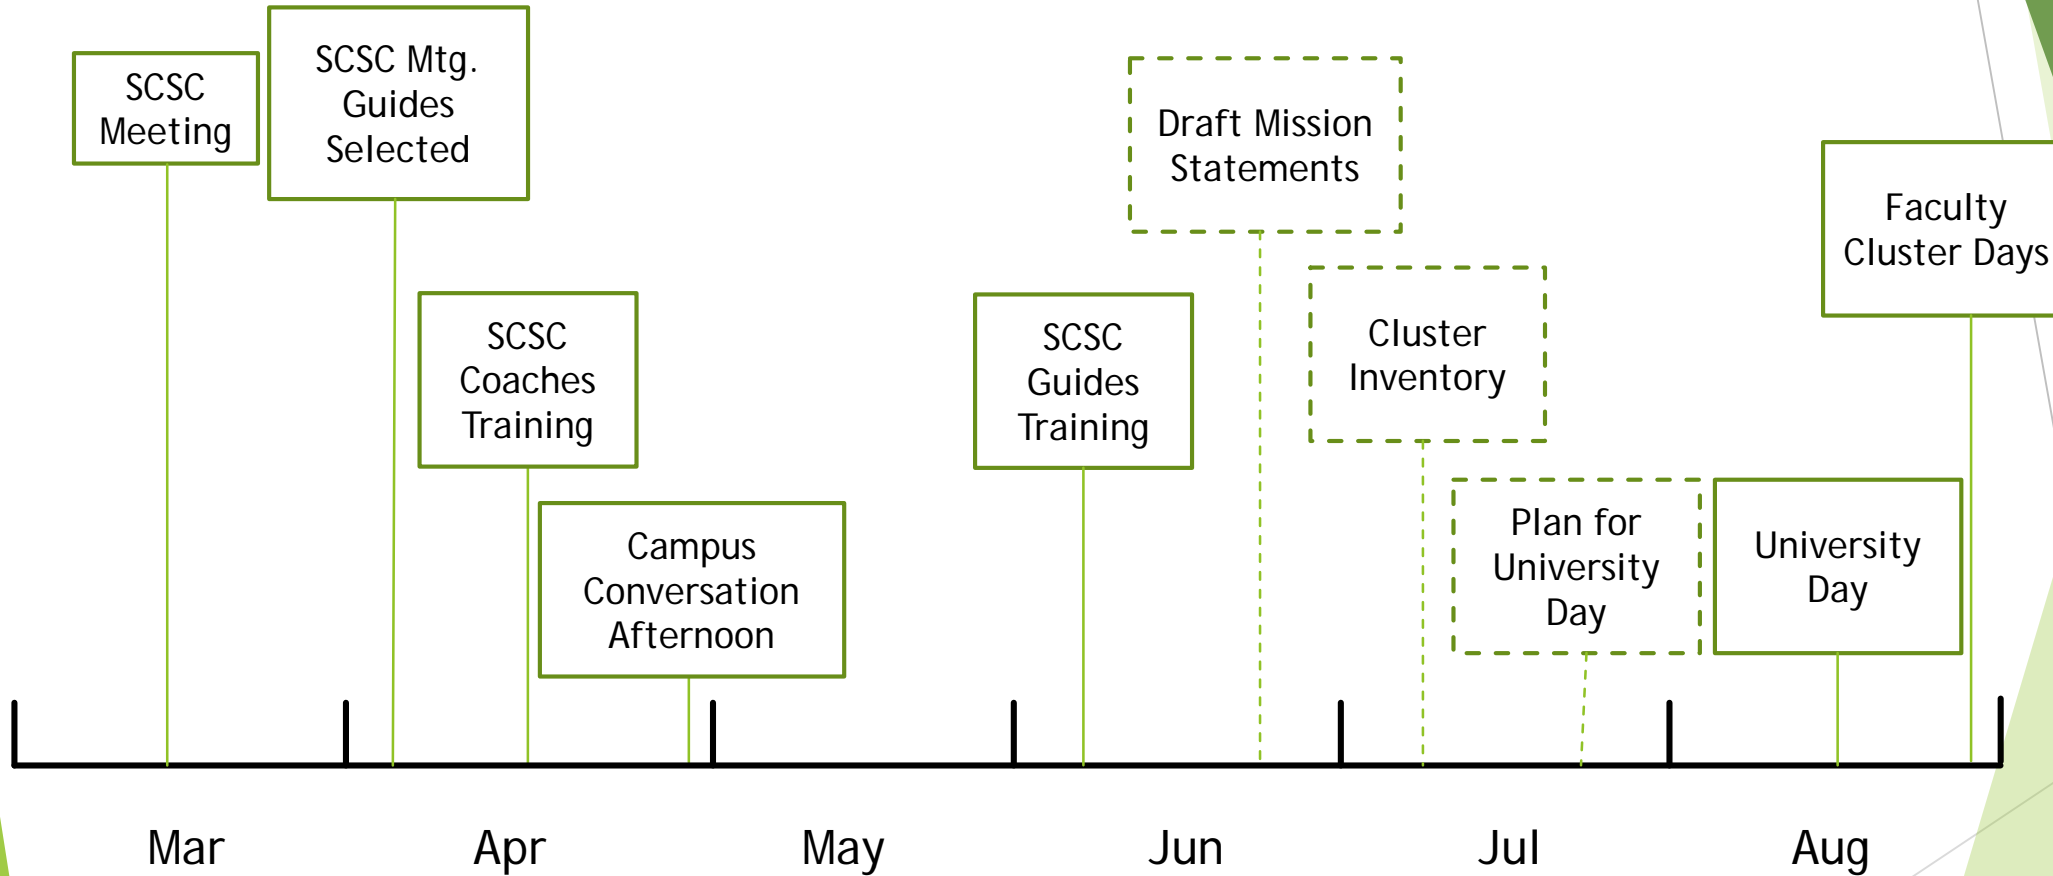 SCSC
Meeting
SCSC Mtg.
Guides
Selected
SCSC
Coaches
Training
Campus
Conversation
Afternoon
SCSC
Guides
Training
Draft Mission
Statements
Cluster
Inventory
Plan for
University
Day
University
Day
Faculty
Cluster Days
Mar
Apr
May
Jun
Jul
Aug